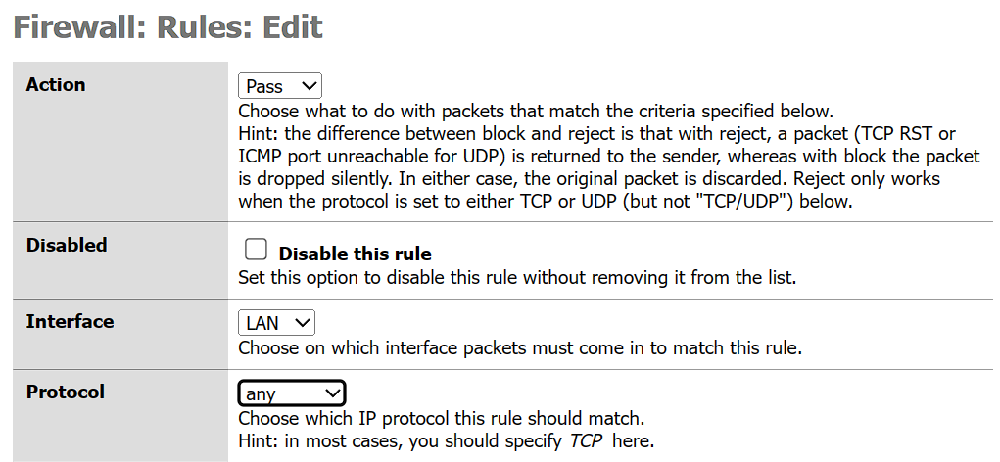 Firewall: Rules: Edit
Action
Pass
Choose what to do with packets that match the criteria specified below.
Hint: the difference between block and reject is that with reject, a packet (TCP RST or
ICMP port unreachable for UDP) is returned to the sender, whereas with block the packet
is dropped silently. In either case, the original packet is discarded. Reject only works
when the protocol is set to either TCP or UDP (but not "TCP/UDP") below.
Disabled
Disable this rule
Set this option to disable this rule without removing it from the list.
Interface
LAN
Choose on which interface packets must come in to match this rule.
Protocol
any
Choose which IP protocol this rule should match.
Hint: in most cases, you should specify TCP here.